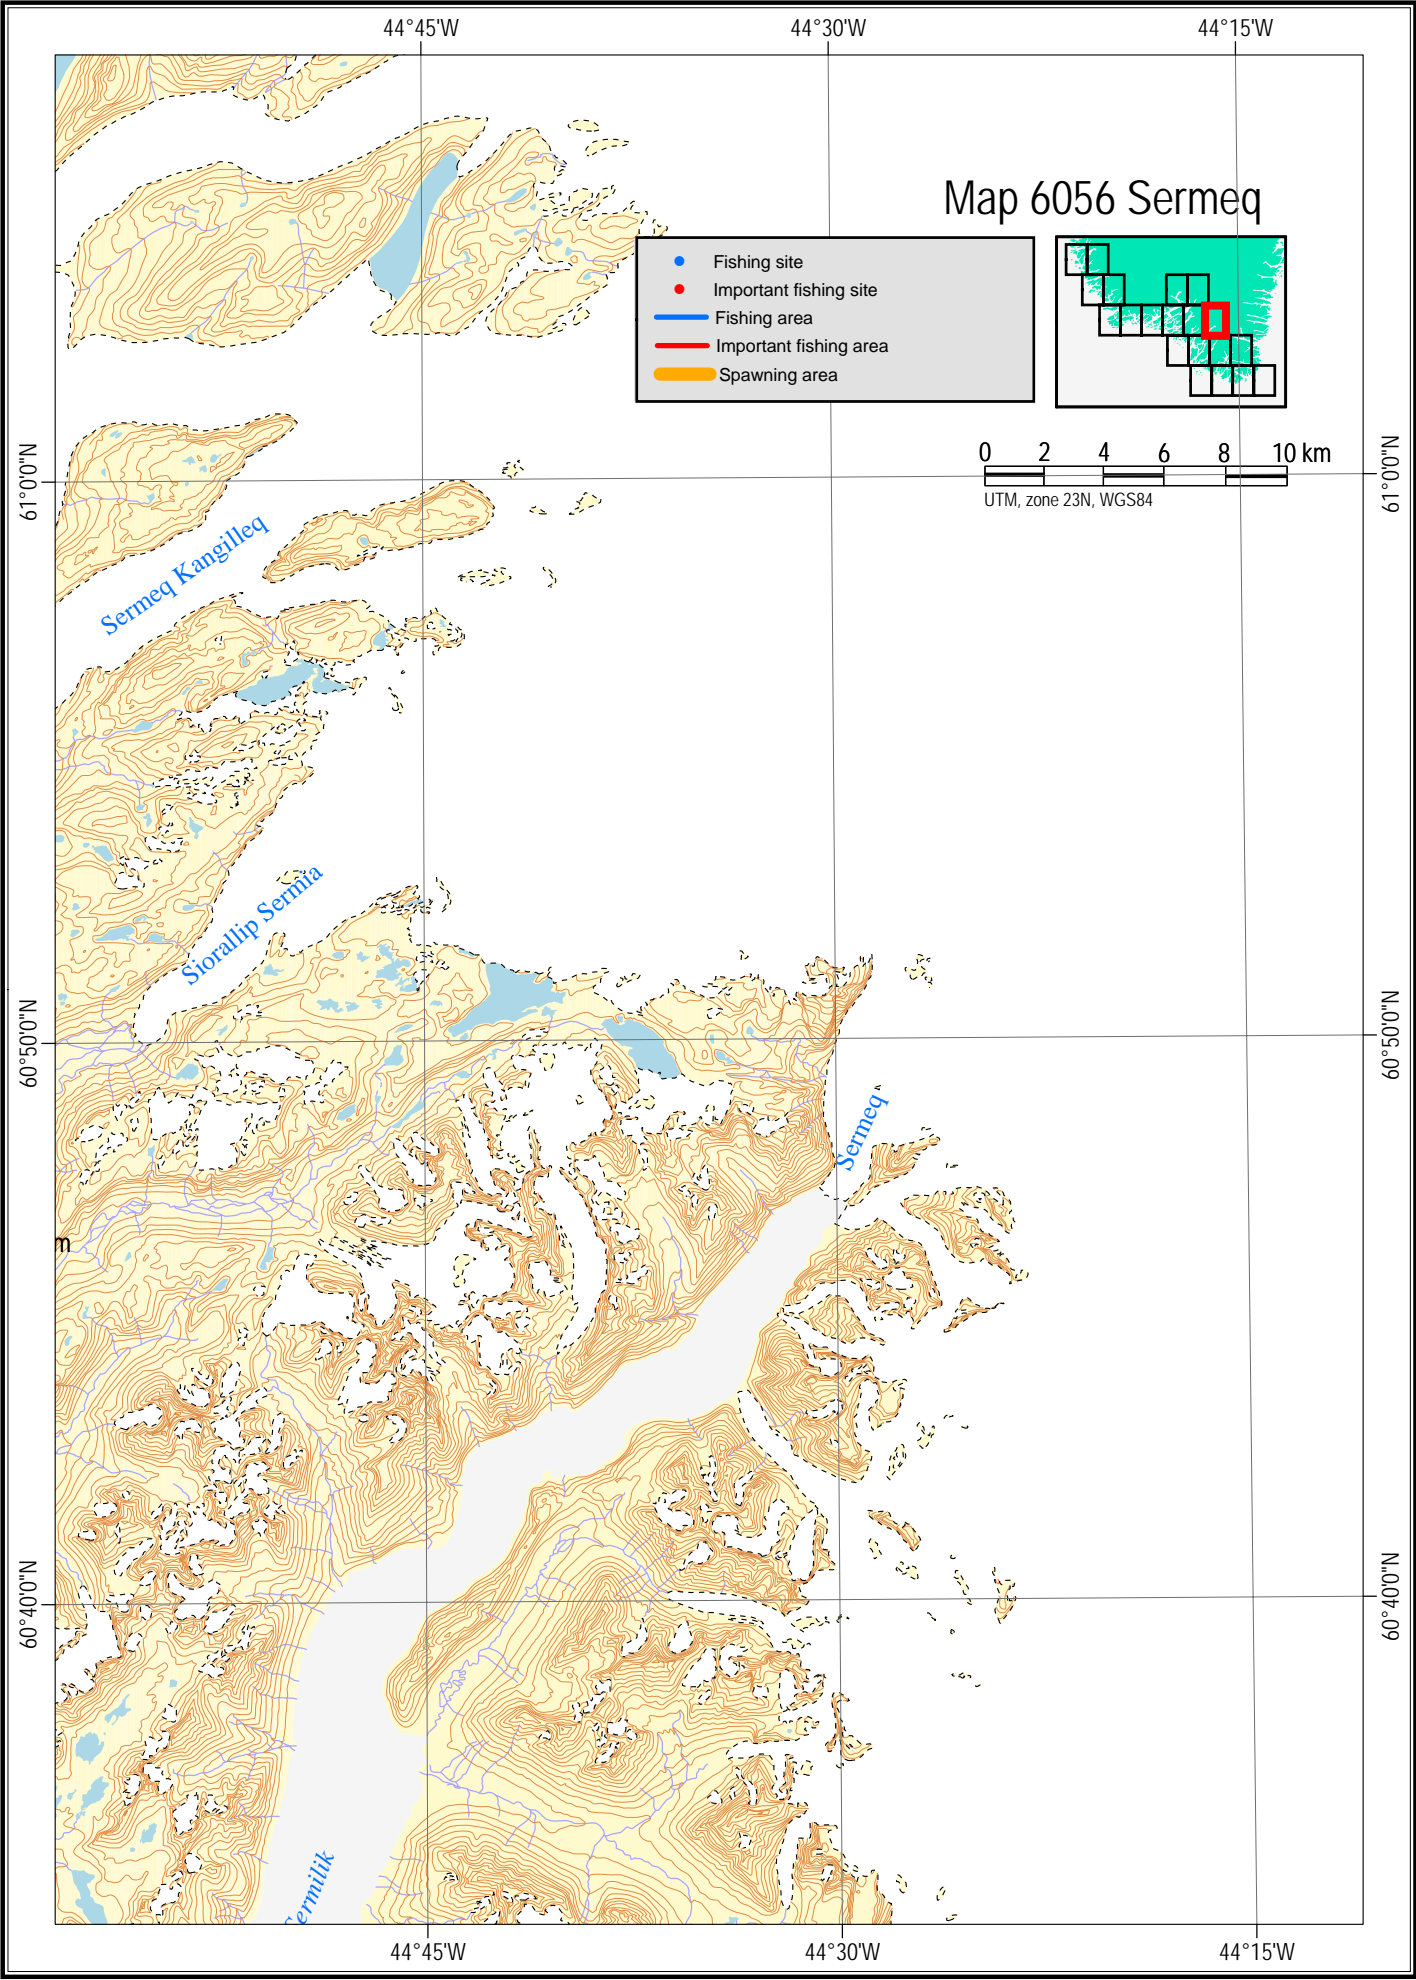 44°45'W 44°30'W 44°15'W
Map 6056 Sermeq
Fishing site
Important fishing site
Fishing area
Important fishing area
Spawning area
0 2 4 6 8 10 km
UTM, zone 23N, WGS84
61°0'0"N 61°0'0"N
Sermeq Kangilleq
Siorallip Sermia
60°50'0"N 60°50'0"N
Sermeq
m
60°40'0"N 60°40'0"N
Sermilik
44°45'W 44°30'W 44°15'W